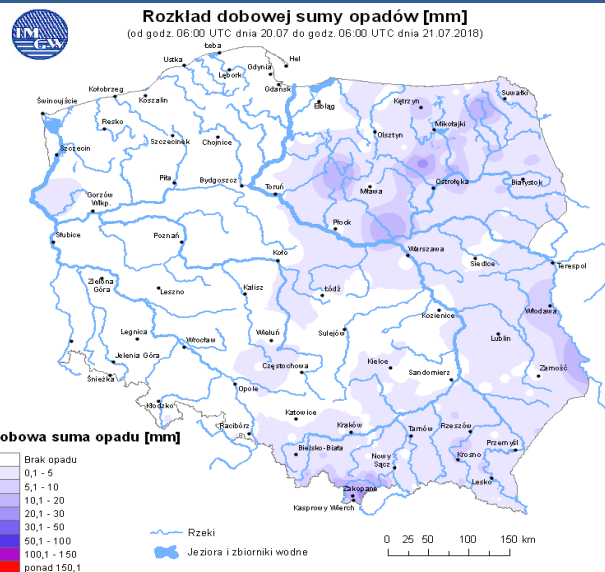 Rozkład dobowej sumy opadów [mm]
(od godz. 06:00 UTC dnia 20.07 do godz. 06:00 UTC dnia 21.07.2018)
IM
GW
Łeba
Ustka
Hel
Gdynia
Lębork
Gdańsk
Kołobrzeg
Koszalin
Świnoujście
Elbląg
Kętrzyn
Suwałki
Resko
Mikołajki
Olsztyn
Szczecinek
Chojnice
Szczecin
Piła
Bydgoszcz
Toruń
Mława
Ostrołęka
Białystok
Gorzów
Wlkp.
Płock
Słubice
Poznań
Warszawa
Koło
Siedlce
Terespol
Zielona
Góra
Leszno
Kalisz
Łódź
Kozienice
Włodawa
Legnica
Wrocław
Wieluń
Sulejów
Lublin
Jelenia Góra
Częstochowa
Kielce
Sandomierz
Zamość
Śnieżka
Opole
Kłodzko
Katowice
Racibórz
Kraków
Tarnów
Rzeszów
Przemyśl
Bielsko-Biała
Nowy
Sącz
Krosno
Lesko
Zakopane
Kasprowy Wierch
obowa suma opadu [mm]
Brak opadu
0,1 - 5
5,1 - 10
10,1 - 20
20,1 - 30
30,1 - 50
50,1 - 100
100,1 - 150
ponad 150,1
Rzeki
Jeziora i zbiorniki wodne
0 25 50 100 150 km